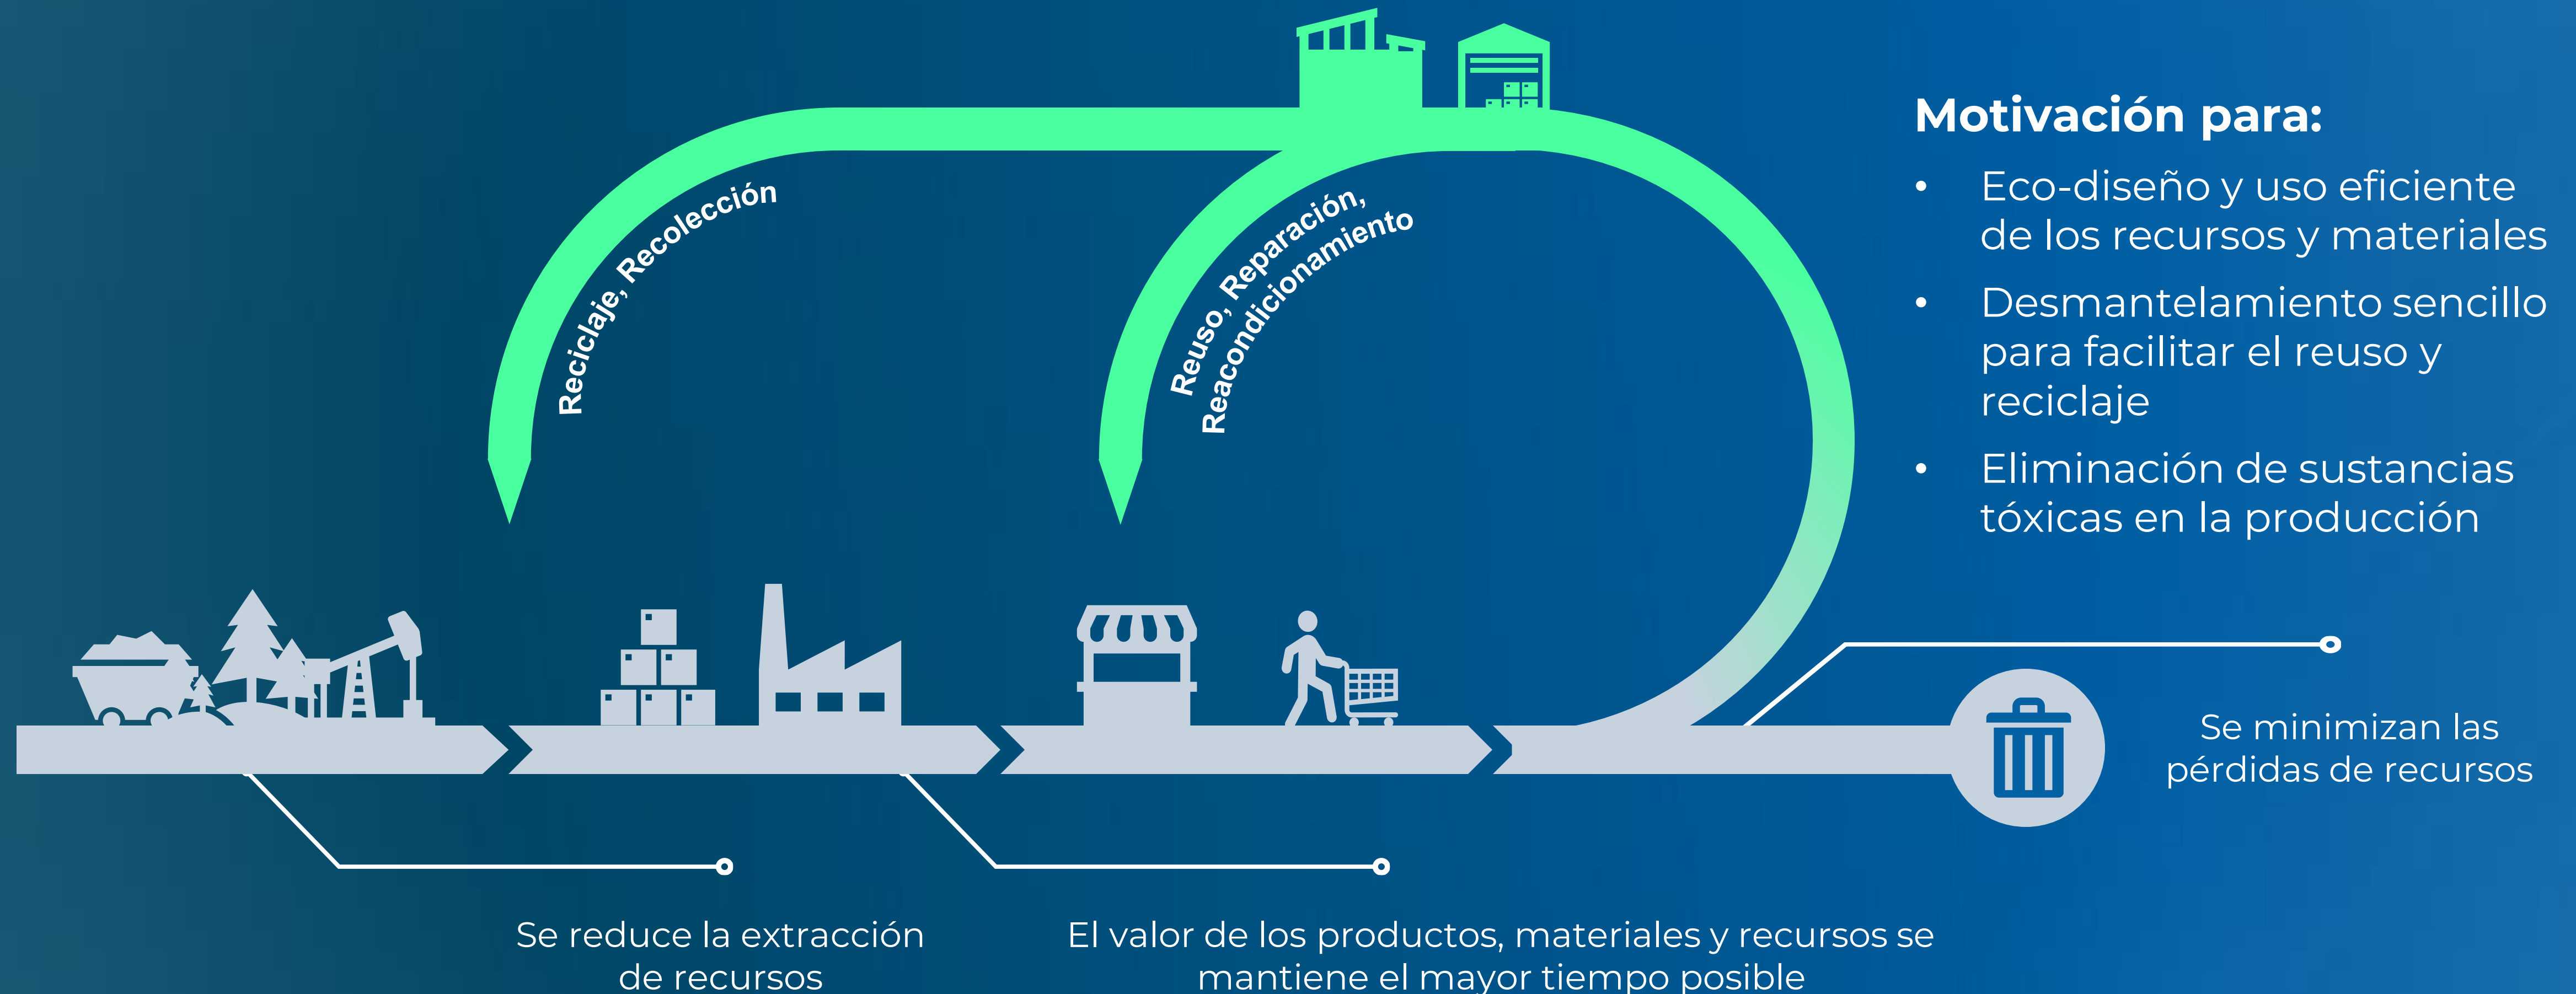 Reciclaje, Recolección
Reuso, Reparación,
Reacondicionamiento
Motivación para:
• Eco-diseño y uso eficiente
de los recursos y materiales
• Desmantelamiento sencillo
para facilitar el reuso y
reciclaje
• Eliminación de sustancias
tóxicas en la producción
Se minimizan las
pérdidas de recursos
Se reduce la extracción
de recursos
El valor de los productos, materiales y recursos se
mantiene el mayor tiempo posible